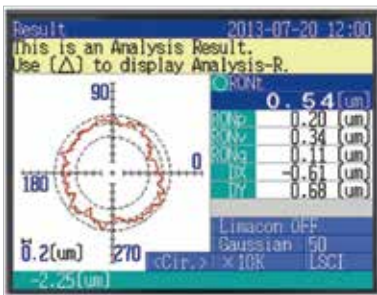 Result 2013-07-20 12:00
This is an Analysis Result.
Use [△] to display Analysis-R.
○RONt
0.54(um)
RONp 0.20 (um)
RONv 0.34 (um)
RONq 0.11 (um)
DX -0.61 (um)
DY 0.68 (um)
90
180
0
270
0.2(um)
Limacon OFF
Gaussian 50
<Cir.> ×10K LSCI
-2.25(um)